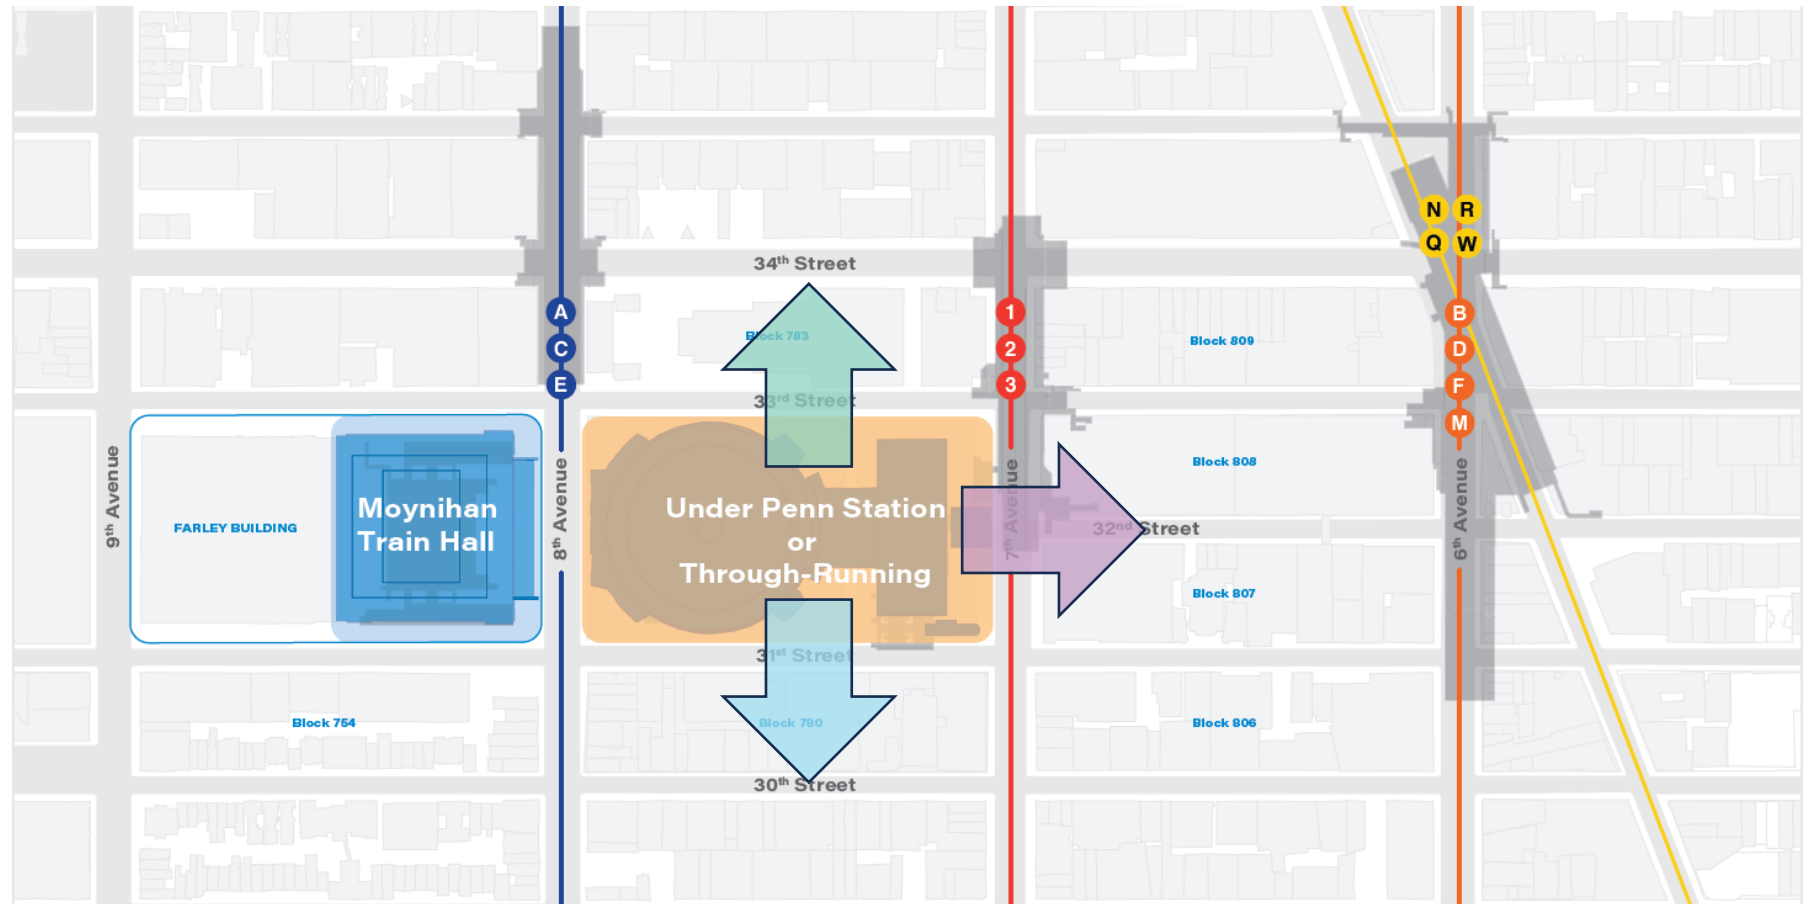 N R
Q W
34th Street
A
C
E
1
2
3
B
D
F
M
Block 783
Block 809
33rd Street
9th Avenue
8th Avenue
7th Avenue
6th Avenue
Block 808
FARLEY BUILDING
Moynihan
Train Hall
Under Penn Station
or
Through-Running
32nd Street
Block 807
31st Street
Block 754
Block 780
Block 806
30th Street